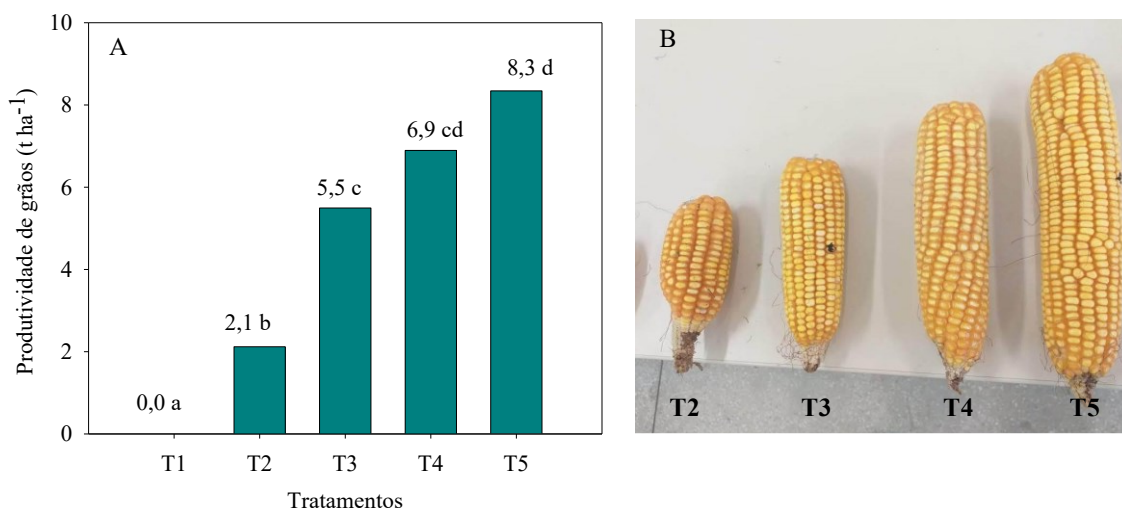 A
Produtividade de grãos (t ha⁻¹)
10
8
6
4
2
0
0,0 a
2,1 b
5,5 c
6,9 cd
8,3 d
T1 T2 T3 T4 T5
Tratamentos
B
T2 T3 T4 T5